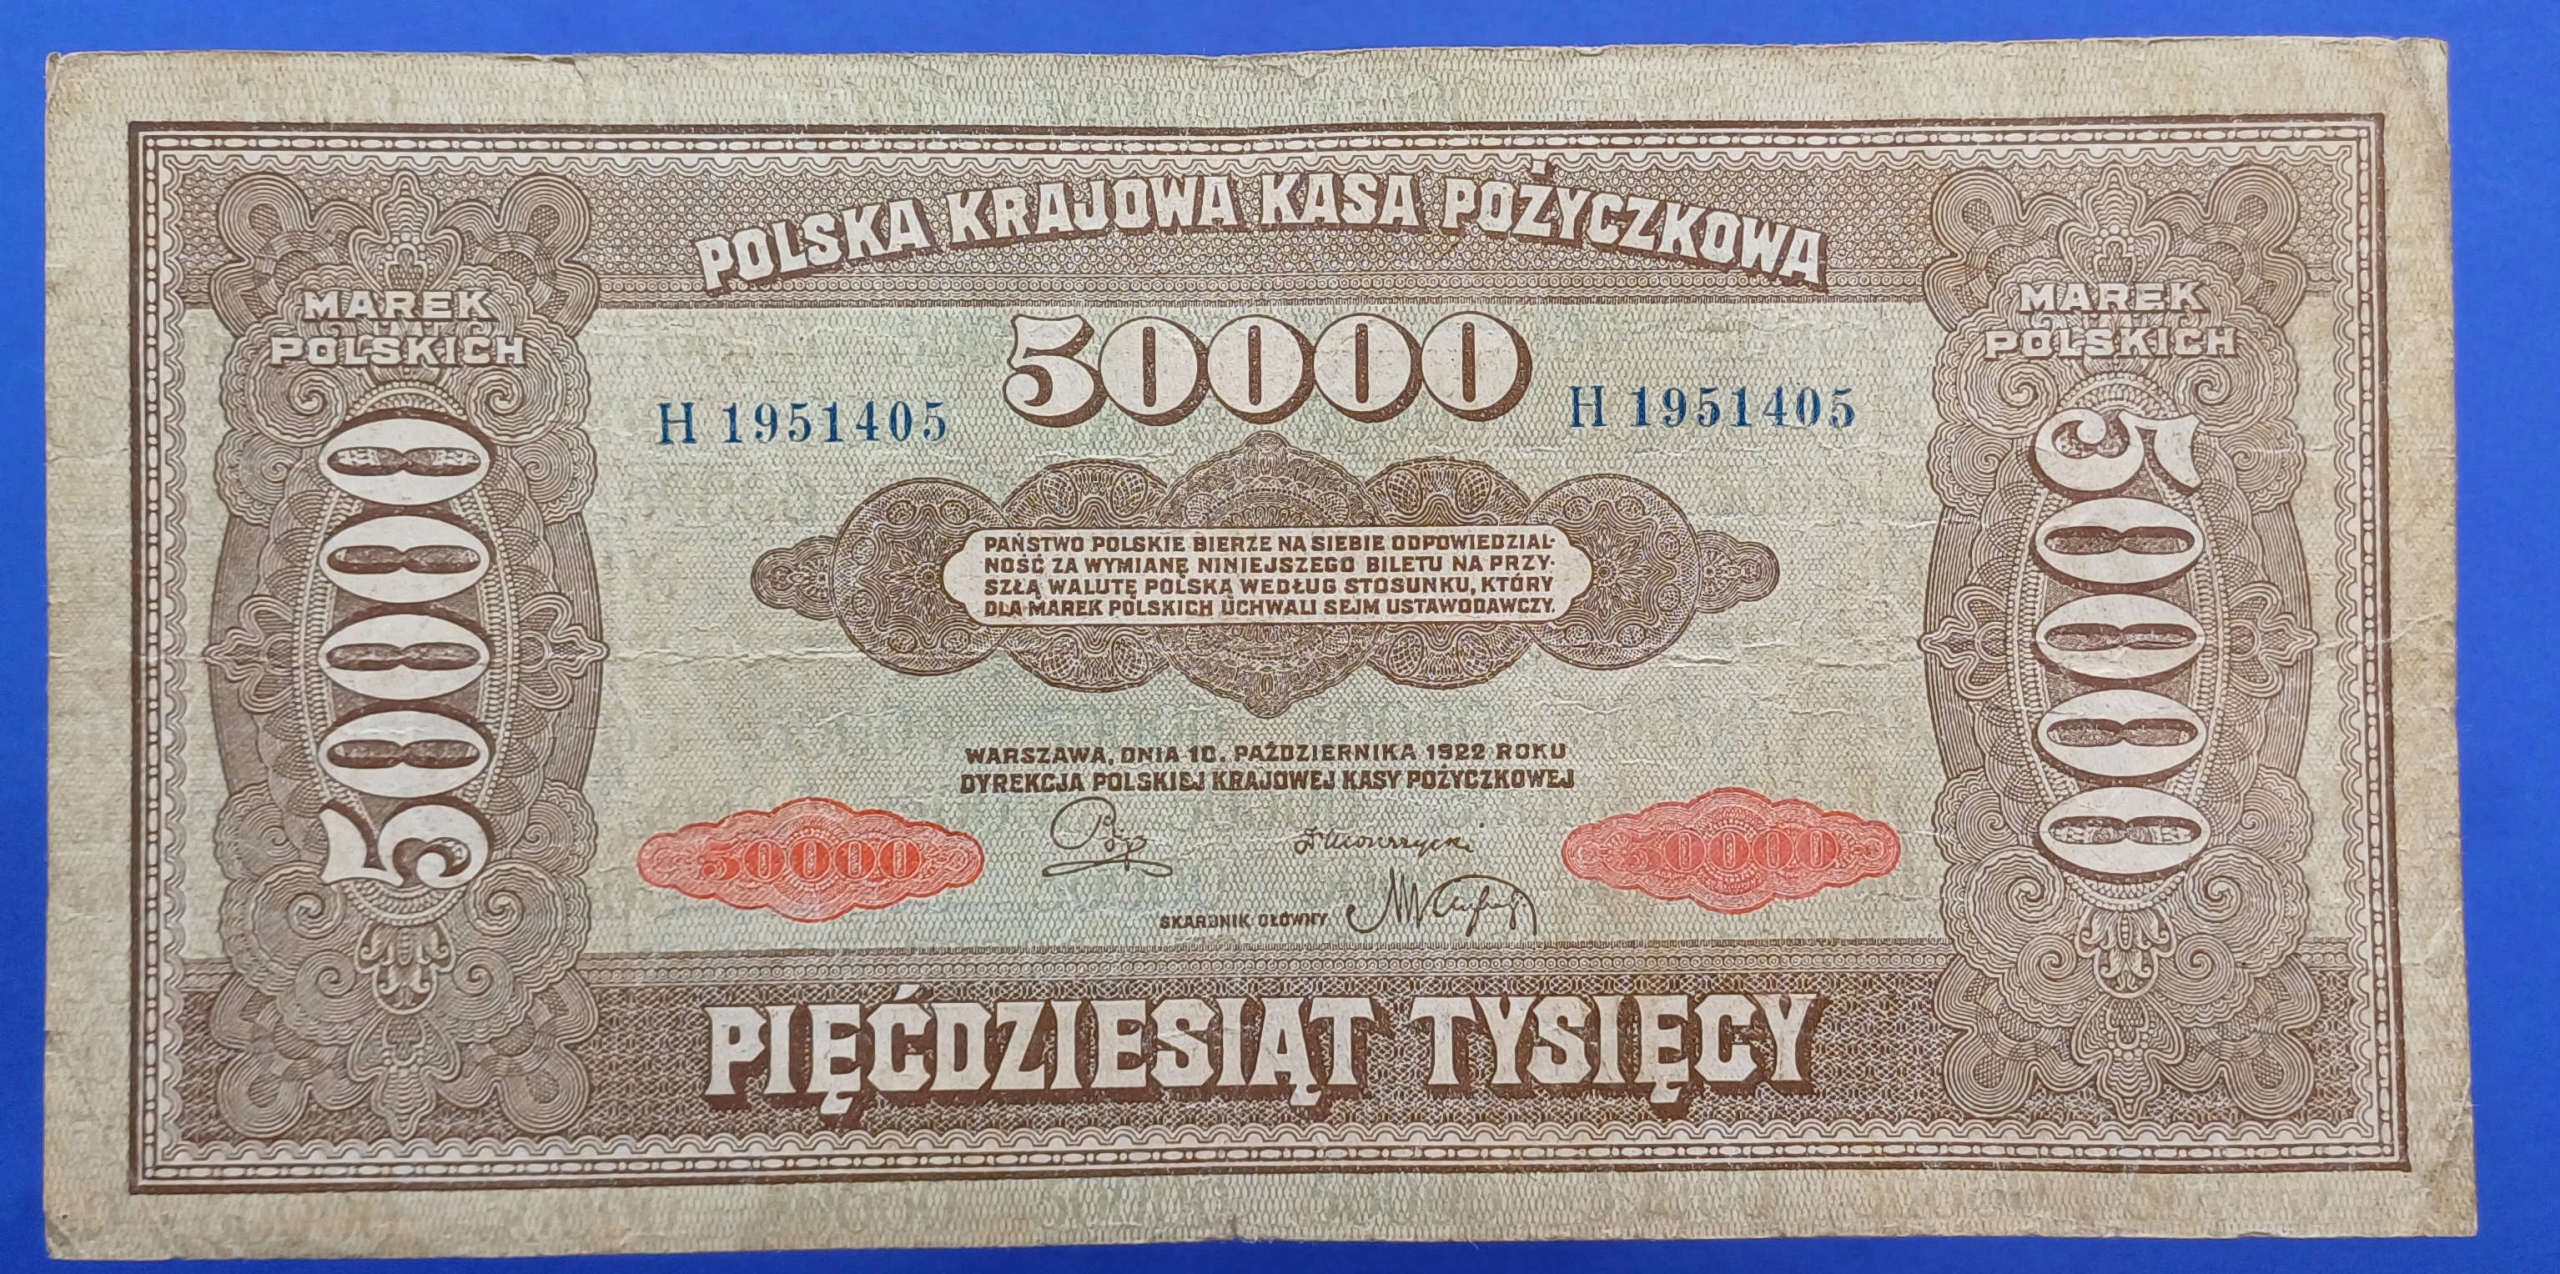 POLSKA KRAJOWA KASA POŻYCZKOWA
MAREK
POLSKICH
50000
MAREK
POLSKICH
50000
50000
H 1951405
H 1951405
PAŃSTWO POLSKIE BIERZE NA SIEBIE ODPOWIEDZIAL-
NOŚĆ ZA WYMIANĘ NINIEJSZEGO BILETU NA PRZY-
SZŁĄ WALUTĘ POLSKĄ WEDŁUG STOSUNKU, KTÓRY
DLA MAREK POLSKICH UCHWALI SEJM USTAWODAWCZY.
WARSZAWA, DNIA 10. PAŹDZIERNIKA 1922 ROKU
DYREKCJA POLSKIEJ KRAJOWEJ KASY POŻYCZKOWEJ
50000
50000
SKARBNIK GŁÓWNY
PIĘĆDZIESIĄT TYSIĘCY